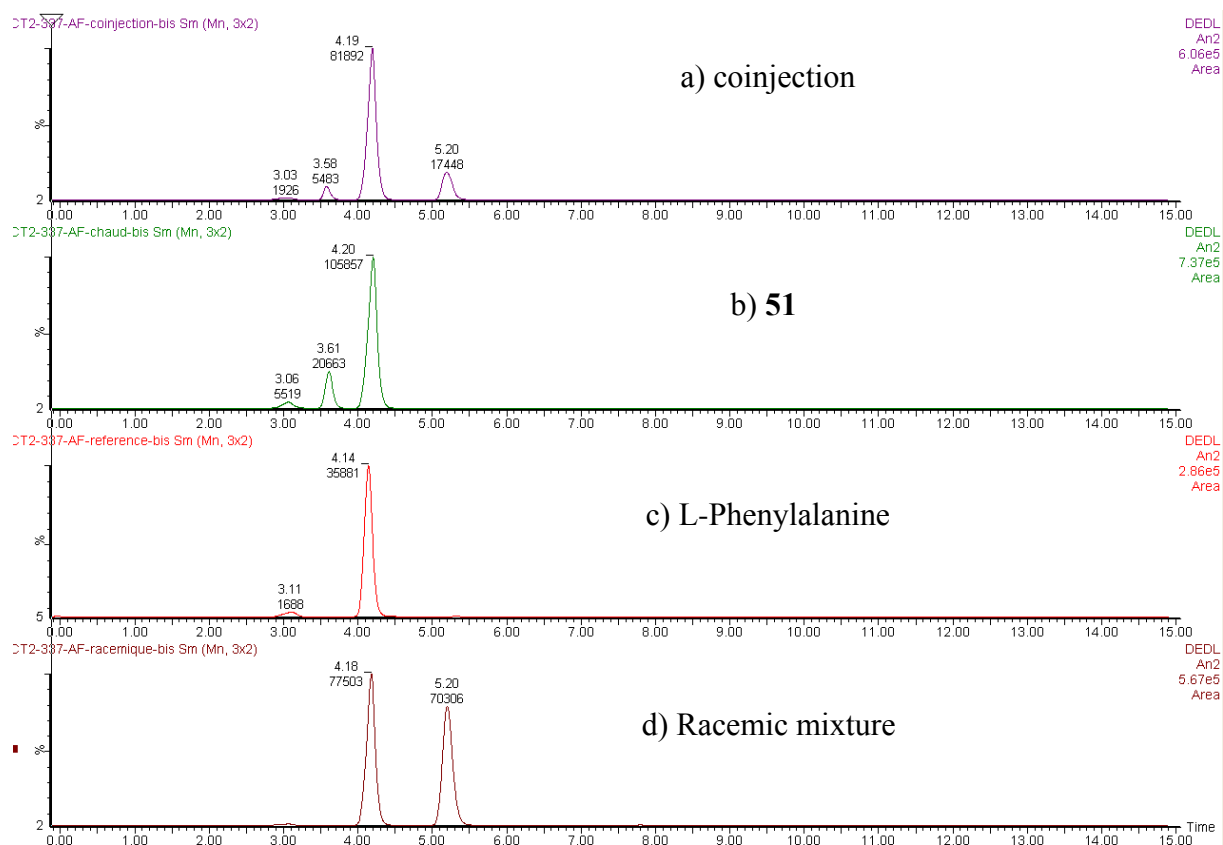 CT2-337-AF-coinjection-bis Sm (Mn, 3x2)
DEDL
An2
6.06e5
Area
a) coinjection
%
2
4.19
81892
3.03
1926
3.58
5483
5.20
17448
0.00 1.00 2.00 3.00 4.00 5.00 6.00 7.00 8.00 9.00 10.00 11.00 12.00 13.00 14.00 15.00
CT2-337-AF-chaud-bis Sm (Mn, 3x2)
DEDL
An2
7.37e5
Area
b) 51
%
2
4.20
105857
3.06
5519
3.61
20663
0.00 1.00 2.00 3.00 4.00 5.00 6.00 7.00 8.00 9.00 10.00 11.00 12.00 13.00 14.00 15.00
CT2-337-AF-reference-bis Sm (Mn, 3x2)
DEDL
An2
2.86e5
Area
c) L-Phenylalanine
%
5
4.14
35881
3.11
1688
0.00 1.00 2.00 3.00 4.00 5.00 6.00 7.00 8.00 9.00 10.00 11.00 12.00 13.00 14.00 15.00
CT2-337-AF-racemique-bis Sm (Mn, 3x2)
DEDL
An2
5.67e5
Area
d) Racemic mixture
%
2
4.18
77503
5.20
70306
Time
0.00 1.00 2.00 3.00 4.00 5.00 6.00 7.00 8.00 9.00 10.00 11.00 12.00 13.00 14.00 15.00